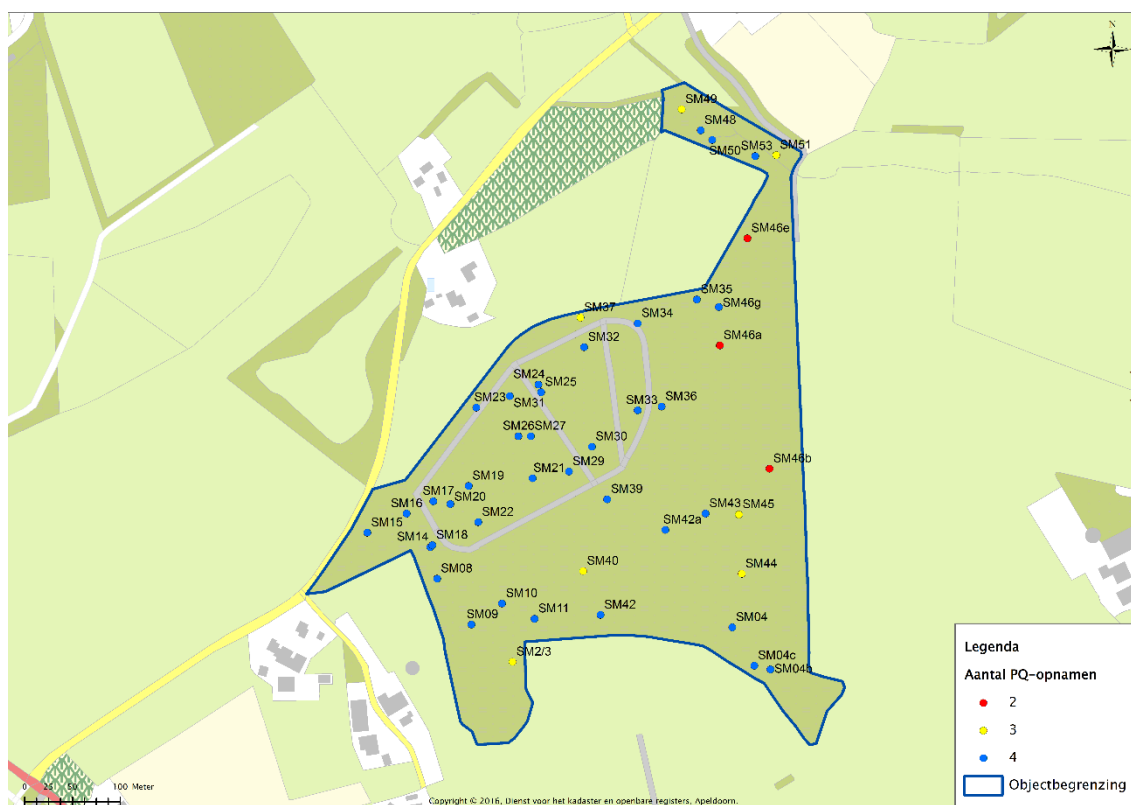 N
SM49
SM48
SM50
SM53
SM51
SM46e
SM35
SM46g
SM37
SM34
SM32
SM46a
SM24
SM25
SM23
SM31
SM33
SM36
SM26
SM27
SM30
SM46b
SM19
SM21
SM29
SM17
SM20
SM16
SM39
SM43
SM45
SM15
SM22
SM42a
SM14
SM18
SM08
SM40
SM44
SM10
SM09
SM11
SM42
SM04
SM2/3
SM04c
SM04b
Legenda
Aantal PQ-opnamen
2
3
4
Objectbegrenzing
0 25 50 100 Meter
Copyright © 2016, Dienst voor het kadaster en openbare registers, Apeldoorn.